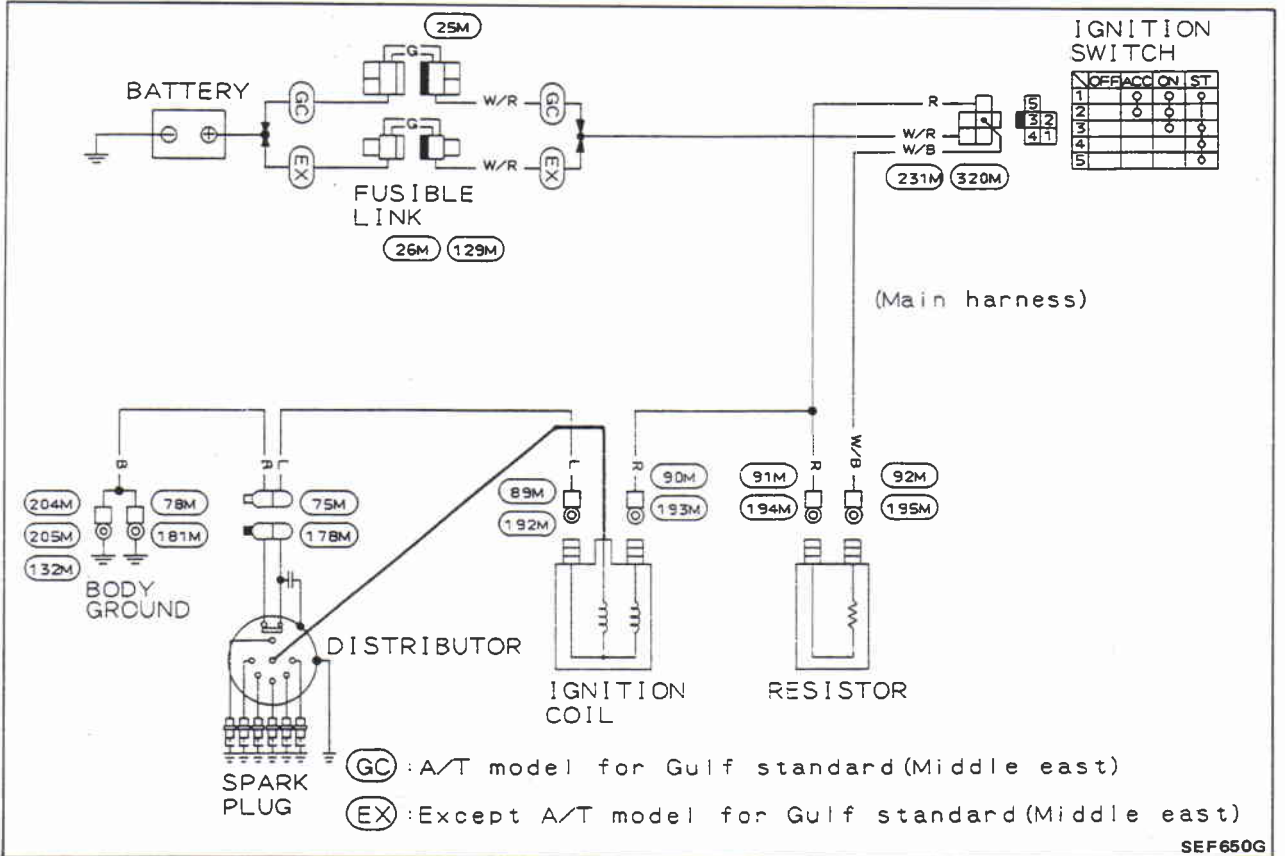 25M
IGNITION
SWITCH
OFF ACC ON ST
1
2
3
4
5
BATTERY
G
GC
W/R
GC
R
5
3 2
4 1
W/R
W/B
G
EX
W/R
EX
231M 320M
FUSIBLE
LINK
26M 129M
(Main harness)
B
B
L
L
R
R
W/B
204M
78M
75M
89M
90M
91M
92M
205M
181M
178M
192M
193M
194M
195M
132M
BODY
GROUND
DISTRIBUTOR
IGNITION
COIL
RESISTOR
SPARK
PLUG
GC : A/T model for Gulf standard (Middle east)
EX : Except A/T model for Gulf standard (Middle east)
SEF650G